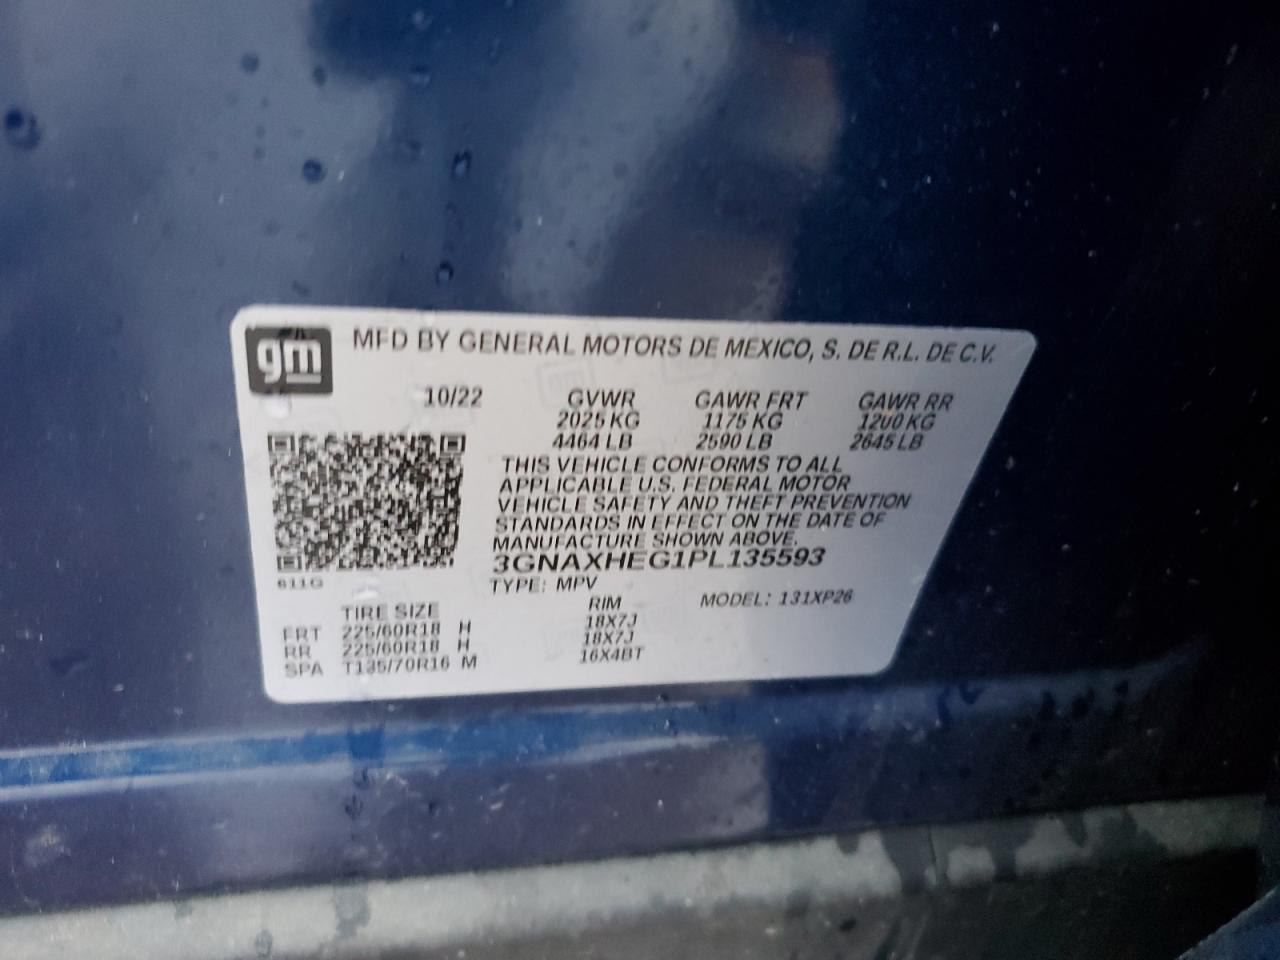 gm
MFD BY GENERAL MOTORS DE MEXICO, S. DE R.L. DE C.V.
10/22 GVWR GAWR FRT GAWR RR
2025 KG 1175 KG 1200 KG
4464 LB 2590 LB 2645 LB
THIS VEHICLE CONFORMS TO ALL
APPLICABLE U.S. FEDERAL MOTOR
VEHICLE SAFETY AND THEFT PREVENTION
STANDARDS IN EFFECT ON THE DATE OF
MANUFACTURE SHOWN ABOVE.
3GNAXHEG1PL135593
611G
TYPE: MPV
MODEL: 131XP26
TIRE SIZE RIM
FRT 225/60R18 H 18X7J
RR 225/60R18 H 18X7J
SPA T135/70R16 M 16X4BT